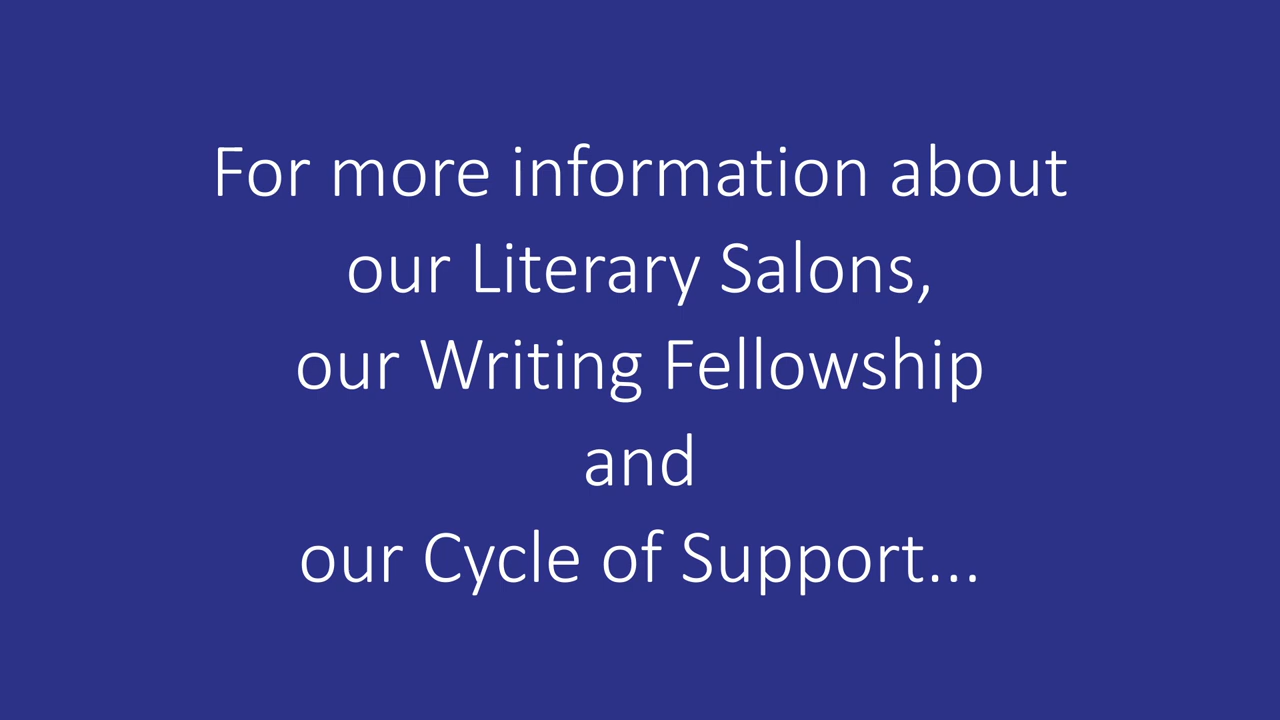 For more information about
our Literary Salons,
our Writing Fellowship
and
our Cycle of Support...